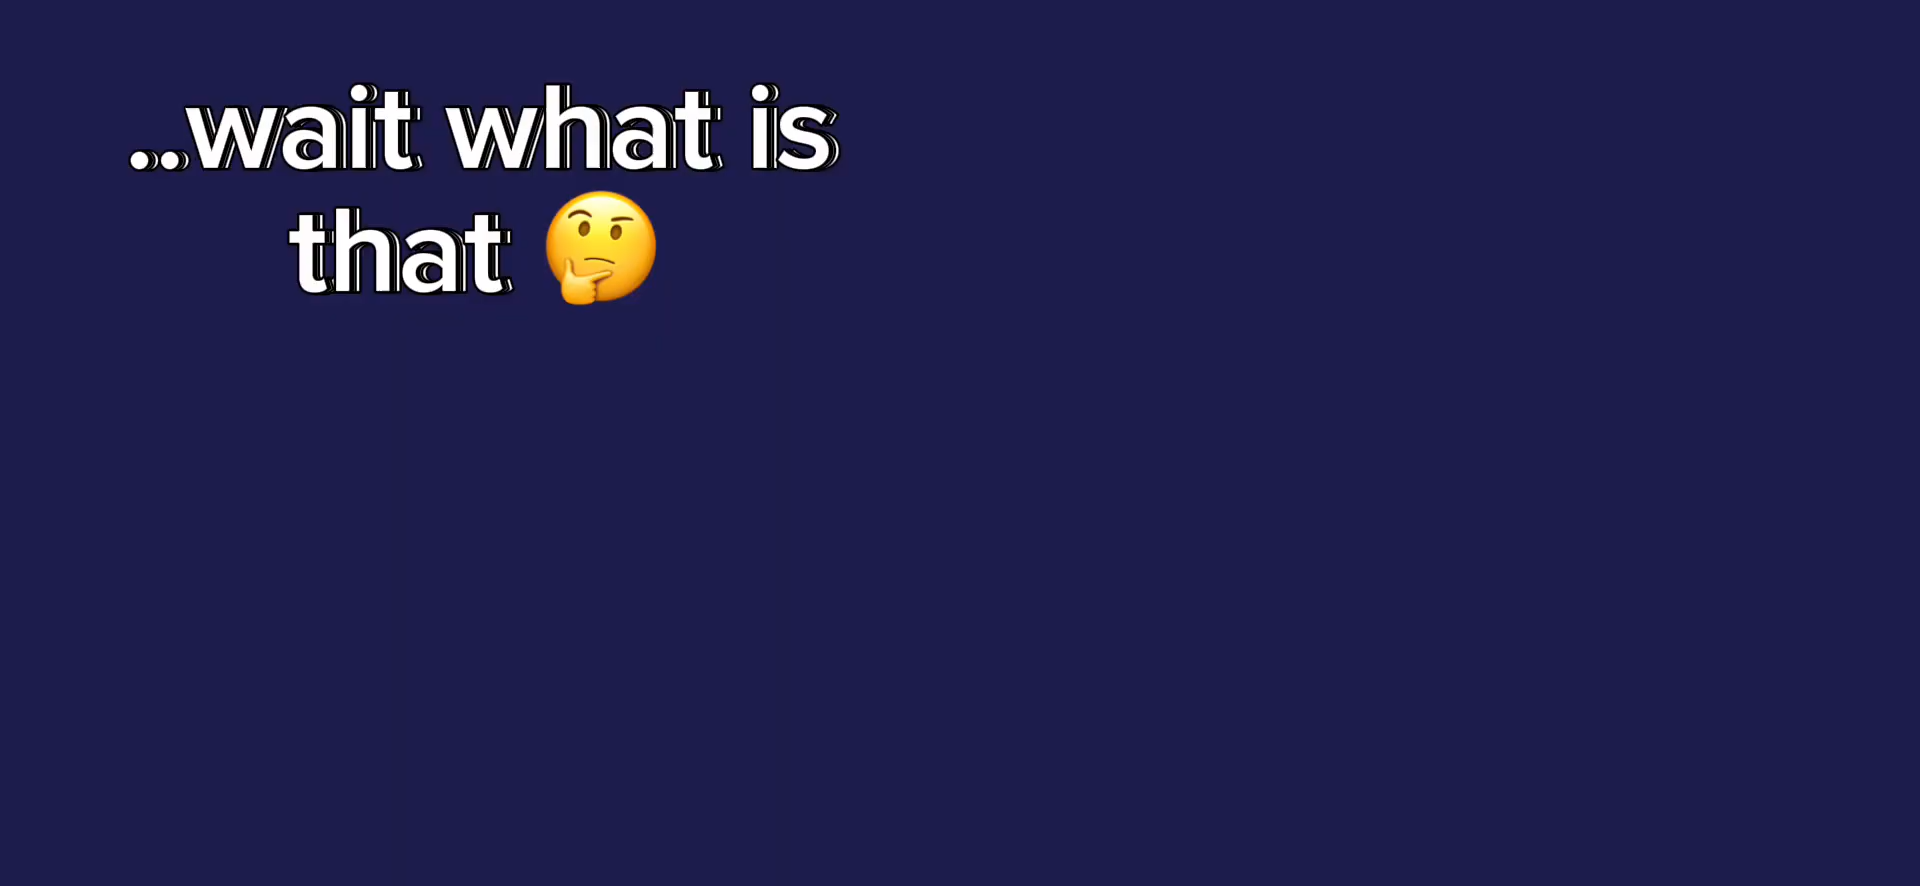 ...wait what is
that 🤔